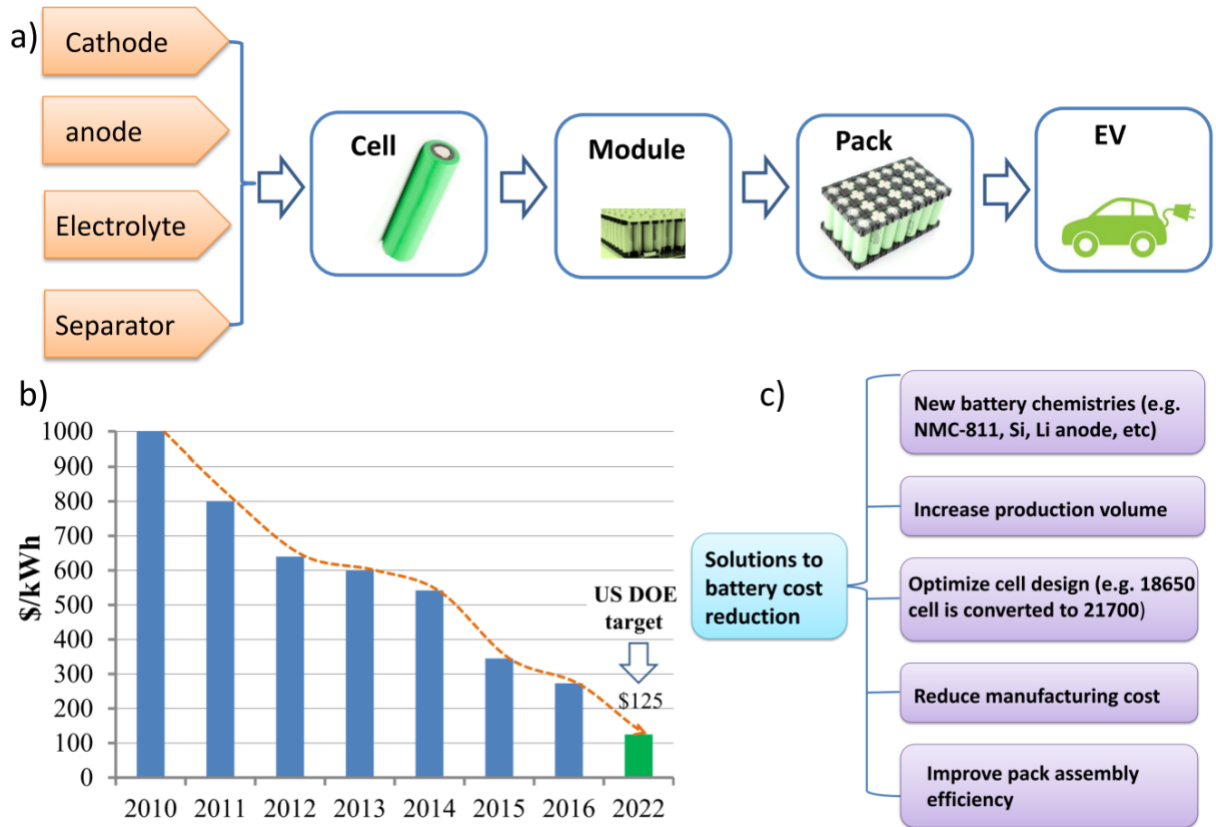 a)
Cathode
anode
Electrolyte
Separator
Cell
Module
Pack
EV
b)
$/kWh
1000
900
800
700
600
500
400
300
200
100
0
2010
2011
2012
2013
2014
2015
2016
2022
US DOE
target
$125
c)
Solutions to
battery cost
reduction
New battery chemistries (e.g.
NMC-811, Si, Li anode, etc)
Increase production volume
Optimize cell design (e.g. 18650
cell is converted to 21700)
Reduce manufacturing cost
Improve pack assembly
efficiency